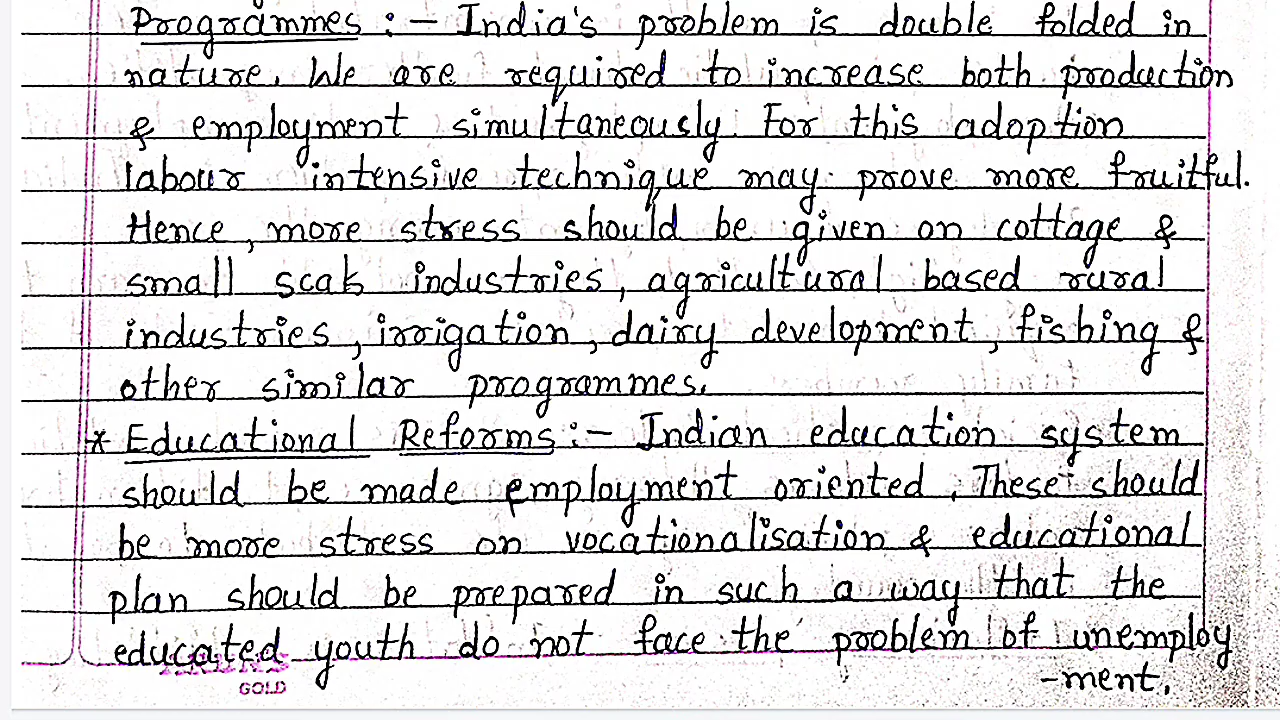 Programmes :- India's problem is double folded in
nature. We are required to increase both production
& employment simultaneously. For this adoption
labour intensive technique may prove more fruitful.
Hence, more stress should be given on cottage &
small scale industries, agricultural based rural
industries, irrigation, dairy development, fishing &
other similar programmes.
* Educational Reforms :- Indian education system
should be made employment oriented. These should
be more stress on vocationalisation & educational
plan should be prepared in such a way that the
educated youth do not face the problem of unemploy
-ment.
GOLD